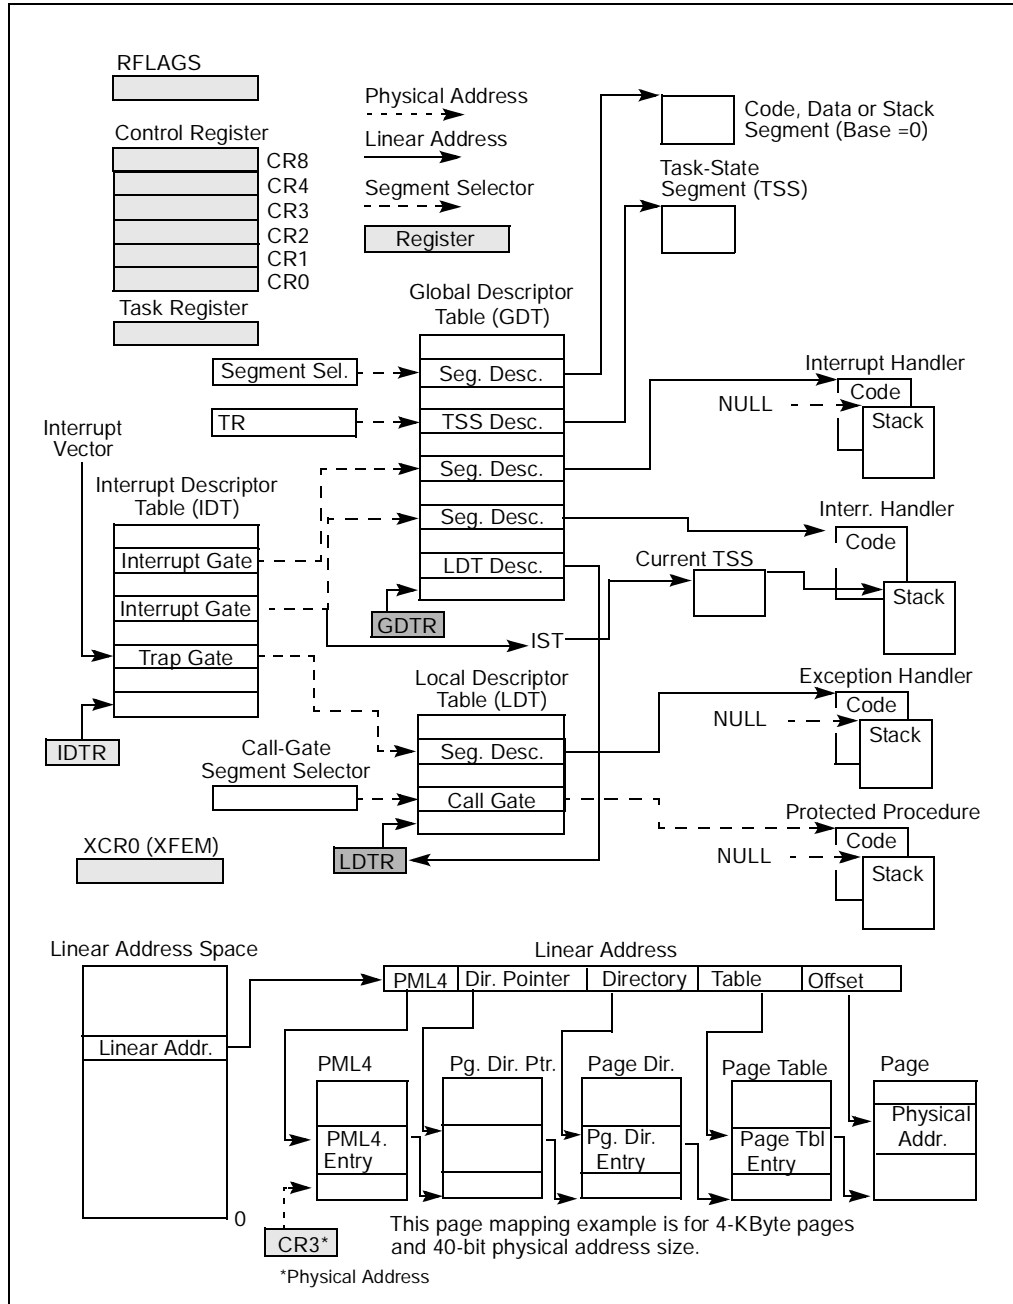 RFLAGS
Physical Address
Code, Data or Stack
Segment (Base =0)
Control Register
Linear Address
CR8
CR4
CR3
CR2
CR1
CR0
Task-State
Segment (TSS)
Segment Selector
Register
Task Register
Global Descriptor
Table (GDT)
Segment Sel.
Seg. Desc.
Interrupt Handler
Code
NULL
Stack
TR
TSS Desc.
Interrupt
Vector
Seg. Desc.
Interrupt Descriptor
Table (IDT)
Seg. Desc.
Interr. Handler
Code
Interrupt Gate
LDT Desc.
Current TSS
Stack
Interrupt Gate
GDTR
IST
Trap Gate
Local Descriptor
Table (LDT)
Exception Handler
Code
NULL
Stack
IDTR
Call-Gate
Segment Selector
Seg. Desc.
Call Gate
Protected Procedure
Code
NULL
Stack
XCR0 (XFEM)
LDTR
Linear Address Space
Linear Address
PML4
Dir. Pointer
Directory
Table
Offset
Linear Addr.
PML4
Pg. Dir. Ptr.
Page Dir.
Page Table
Page
Physical
Addr.
PML4.
Entry
Pg. Dir.
Entry
Page Tbl
Entry
0
CR3*
This page mapping example is for 4-KByte pages
and 40-bit physical address size.
*Physical Address